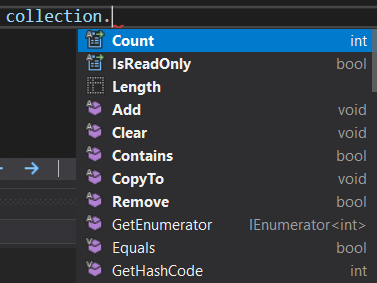 collection.
Count int
IsReadOnly bool
Length
Add void
Clear void
Contains bool
CopyTo void
Remove bool
GetEnumerator IEnumerator<int>
Equals bool
GetHashCode int